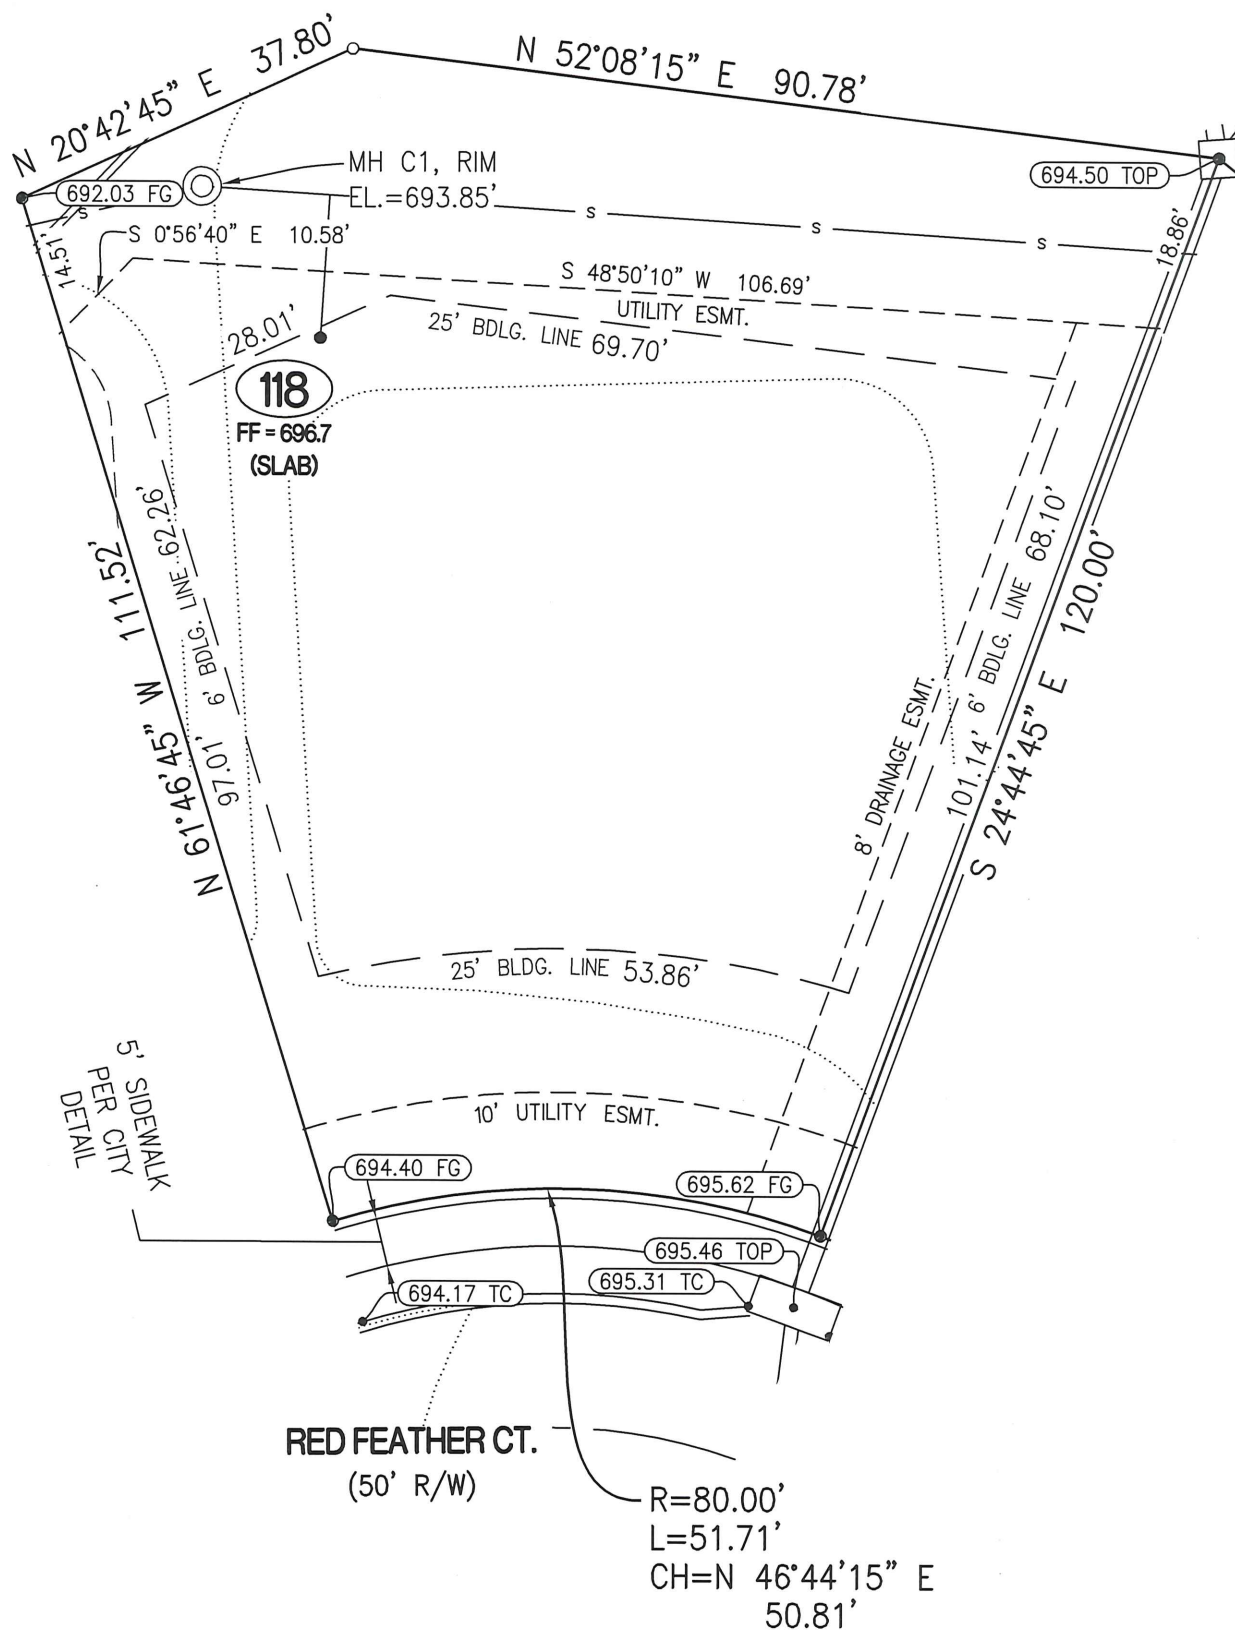 N 20°42'45" E 37.80'
N 52°08'15" E 90.78'
MH C1, RIM
EL.=693.85'
692.03 FG
694.50 TOP
S 0°56'40" E 10.58'
14.51'
s
s
s
s
18.86'
S 48°50'10" W 106.69'
UTILITY ESMT.
25' BDLG. LINE 69.70'
28.01'
118
FF = 696.7
(SLAB)
6' BDLG. LINE 62.26'
97.01'
N 61°46'45" W 111.52'
8' DRAINAGE ESMT.
101.14' 6' BDLG. LINE 68.10'
S 24°44'45" E 120.00'
25' BLDG. LINE 53.86'
10' UTILITY ESMT.
5' SIDEWALK
PER CITY
DETAIL
694.40 FG
695.62 FG
695.46 TOP
695.31 TC
694.17 TC
RED FEATHER CT.
(50' R/W)
R=80.00'
L=51.71'
CH=N 46°44'15" E
50.81'